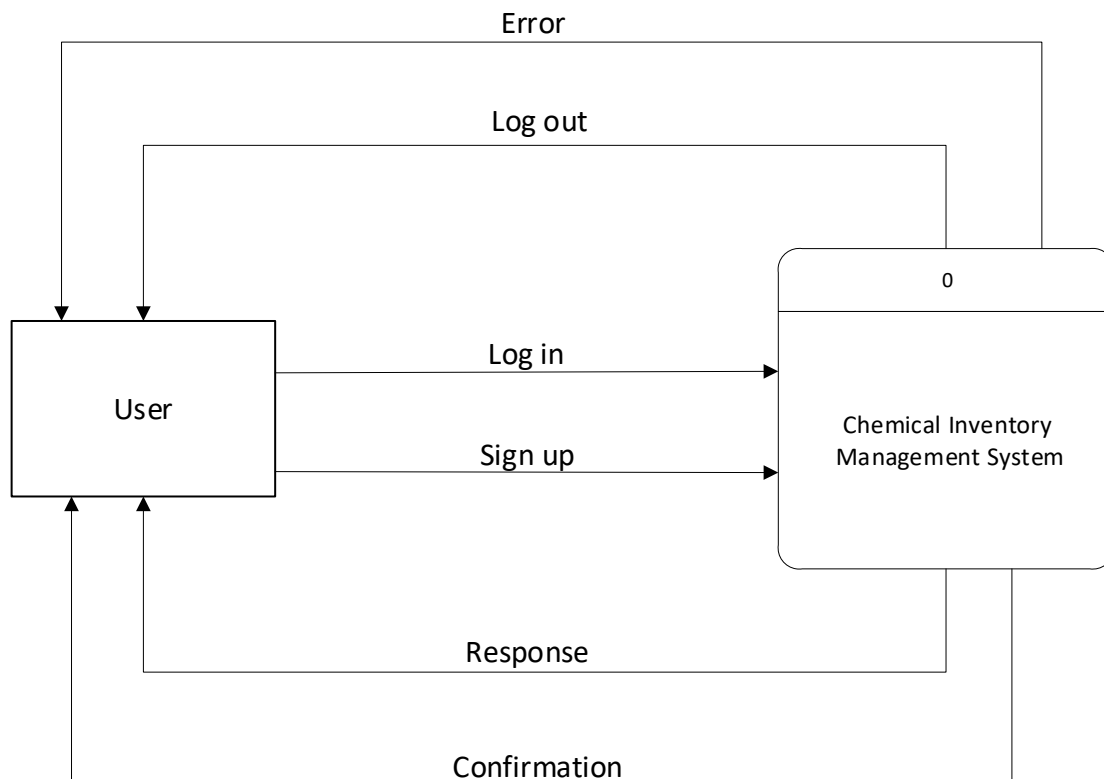 Error
Log out
0
Log in
User
Chemical Inventory
Management System
Sign up
Response
Confirmation